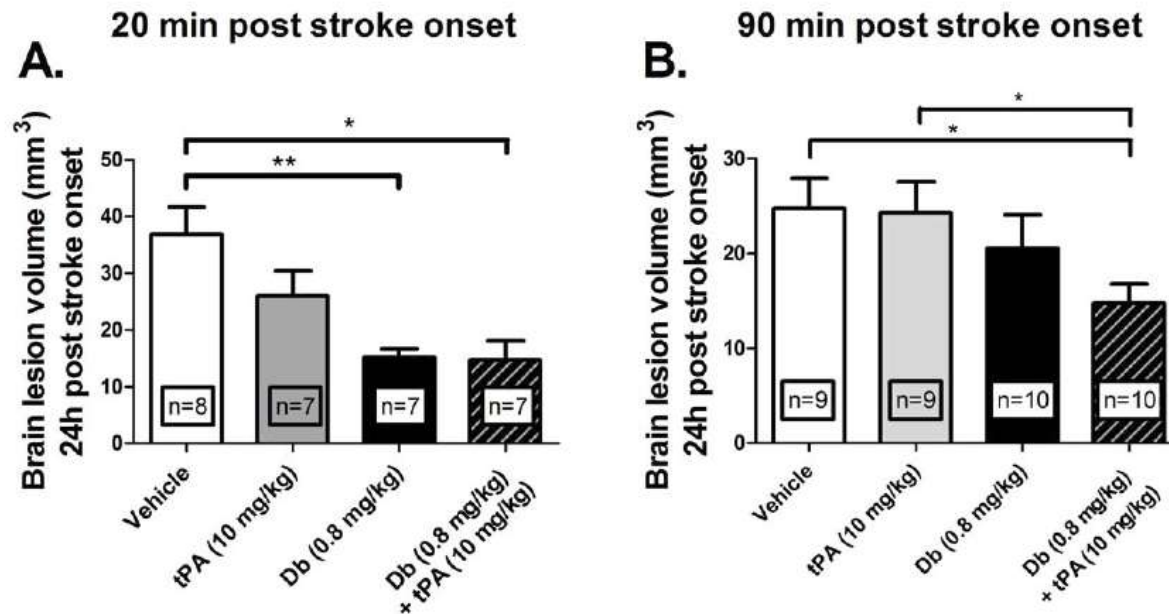 20 min post stroke onset
A.
Brain lesion volume (mm³)
24h post stroke onset
50
40
30
20
10
0
*
**
n=8
n=7
n=7
n=7
Vehicle
tPA (10 mg/kg)
Db (0.8 mg/kg)
Db (0.8 mg/kg)
+ tPA (10 mg/kg)
90 min post stroke onset
B.
Brain lesion volume (mm³)
24h post stroke onset
30
20
10
0
*
*
n=9
n=9
n=10
n=10
Vehicle
tPA (10 mg/kg)
Db (0.8 mg/kg)
Db (0.8 mg/kg)
+ tPA (10 mg/kg)